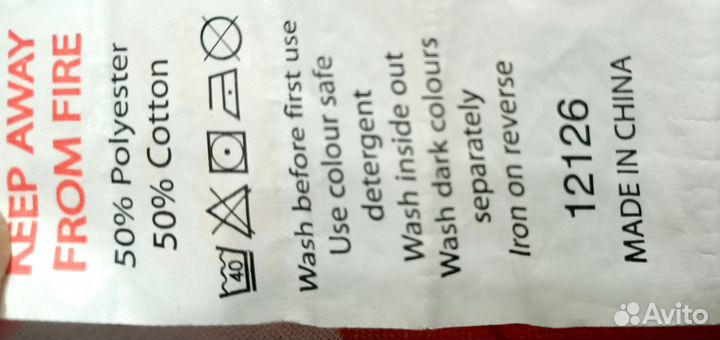 KEEP AWAY
FROM FIRE
50% Polyester
50% Cotton
40
Wash before first use
Use colour safe
detergent
Wash inside out
Wash dark colours
separately
Iron on reverse
12126
MADE IN CHINA
Avito